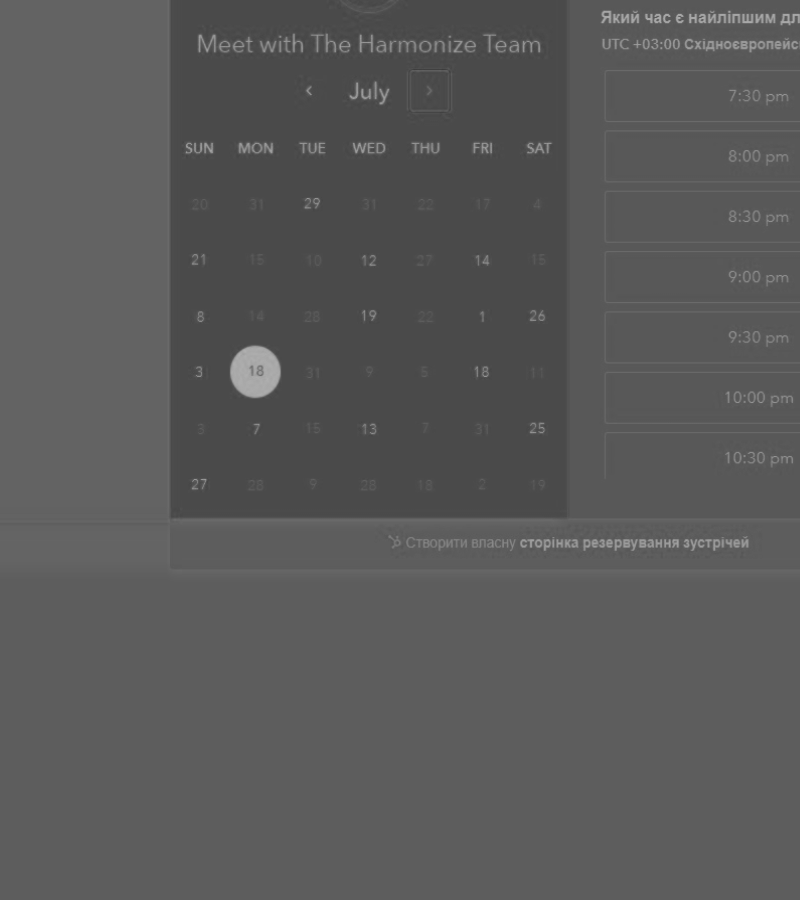 Meet with The Harmonize Team
July
SUN MON TUE WED THU FRI SAT
20 31 29 31 22 17 4
21 15 10 12 27 14 15
8 14 28 19 22 1 26
3 18 31 9 5 18 11
3 7 15 13 7 31 25
27 28 9 28 18 2 19
Який час є найліпшим дл
UTC +03:00 Східноєвропейс
7:30 pm
8:00 pm
8:30 pm
9:00 pm
9:30 pm
10:00 pm
10:30 pm
Створити власну сторінка резервування зустрічей